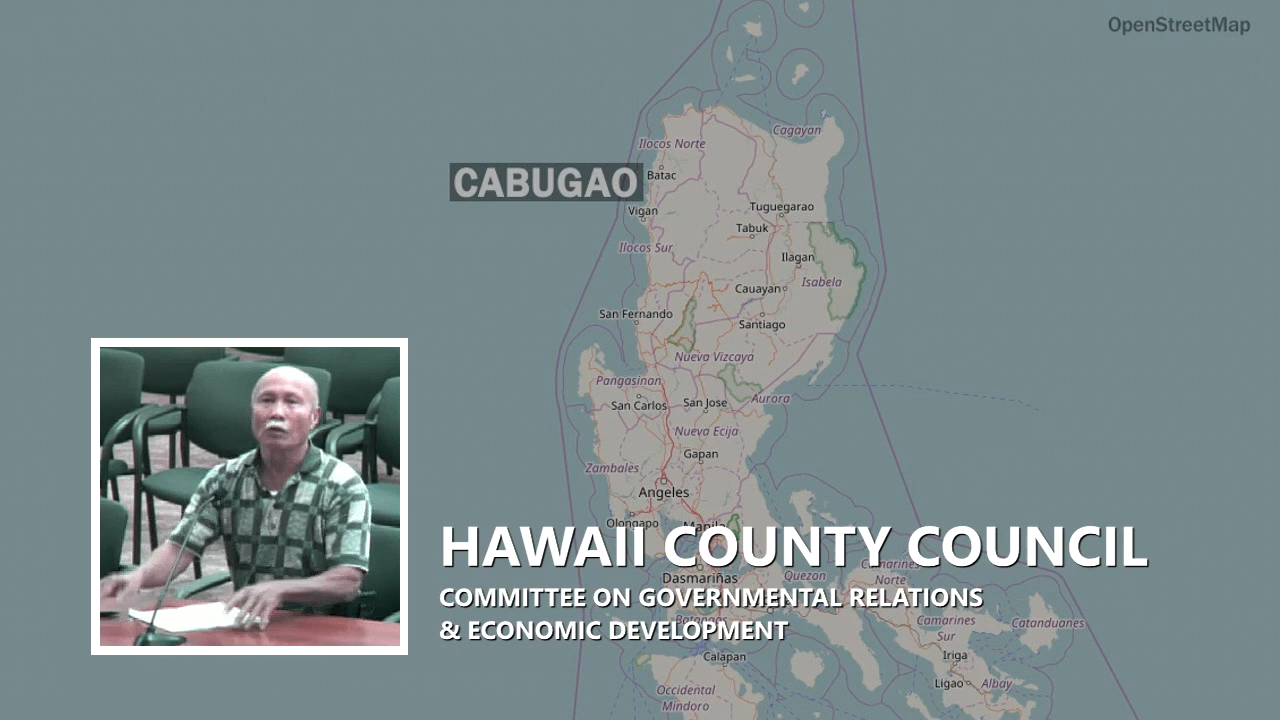 OpenStreetMap
Cagayan
Ilocos Norte
Batac
CABUGAO
Vigan
Tuguegarao
Tabuk
Ilocos Sur
Ilagan
Isabela
Cauayan
San Fernando
Santiago
Nueva Vizcaya
Pangasinan
San Carlos
San Jose
Aurora
Nueva Ecija
Gapan
Zambales
Angeles
Olongapo
Manila
HAWAII COUNTY COUNCIL
Camarines
Norte
Dasmariñas
Quezon
COMMITTEE ON GOVERNMENTAL RELATIONS
Batangas
Camarines
Sur
Catanduanes
& ECONOMIC DEVELOPMENT
Calapan
Iriga
Ligao
Albay
Occidental
Mindoro